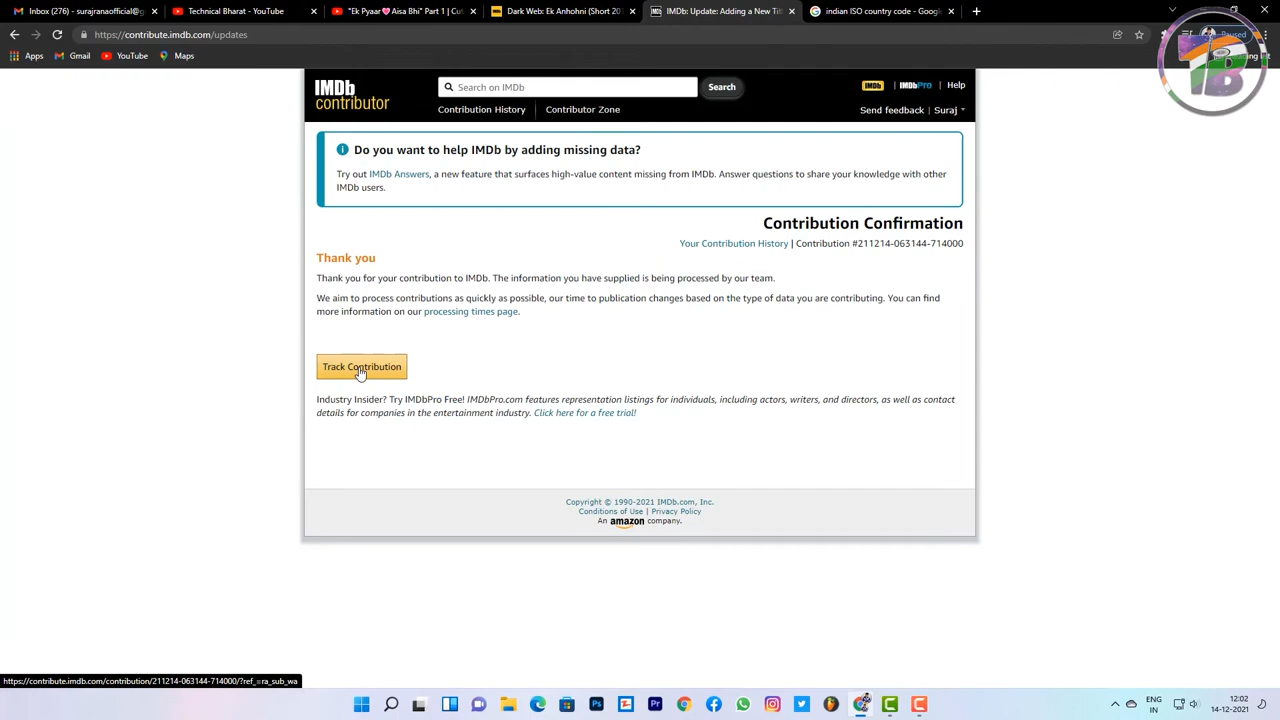 Inbox (276) - surajranaofficial@g
Technical Bharat - YouTube
Dark Web: Ek Anhohni (Short 201
IMDb: Update: Adding a New Tit
indian ISO country code - Google
https://contribute.imdb.com/updates
Paused
Apps
Gmail
YouTube
Maps
IMDb
contributor
Search on IMDb
Search
IMDb
IMDbPro
| Help
Contribution History
Contributor Zone
Send feedback | Suraj
Do you want to help IMDb by adding missing data?
Try out IMDb Answers, a new feature that surfaces high-value content missing from IMDb. Answer questions to share your knowledge with other
IMDb users.
Contribution Confirmation
Your Contribution History | Contribution #211214-063144-714000
Thank you
Thank you for your contribution to IMDb. The information you have supplied is being processed by our team.
We aim to process contributions as quickly as possible, our time to publication changes based on the type of data you are contributing. You can find
more information on our processing times page.
Track Contribution
Industry Insider? Try IMDbPro Free! IMDbPro.com features representation listings for individuals, including actors, writers, and directors, as well as contact
details for companies in the entertainment industry. Click here for a free trial!
Copyright © 1990-2021 IMDb.com, Inc.
Conditions of Use | Privacy Policy
An amazon company.
https://contribute.imdb.com/contribution/211214-063144-714000/?ref_=ra_sub_wa
ENG
IN
12:02
14-12-2021